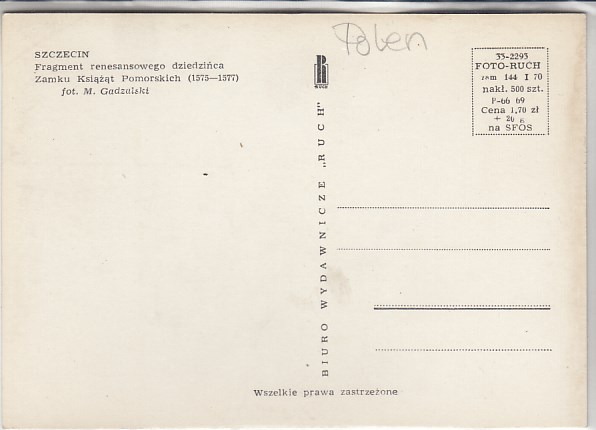 SZCZECIN
Fragment renesansowego dziedzińca
Zamku Książąt Pomorskich (1575—1577)
fot. M. Gadzalski
Polen
RUCH
33-2293
FOTO-RUCH
zam 144 I 70
nakł. 500 szt.
P-66 69
Cena 1,70 zł
+ 20 g
na SFOS
BIURO WYDAWNICZE „RUCH"
Wszelkie prawa zastrzeżone